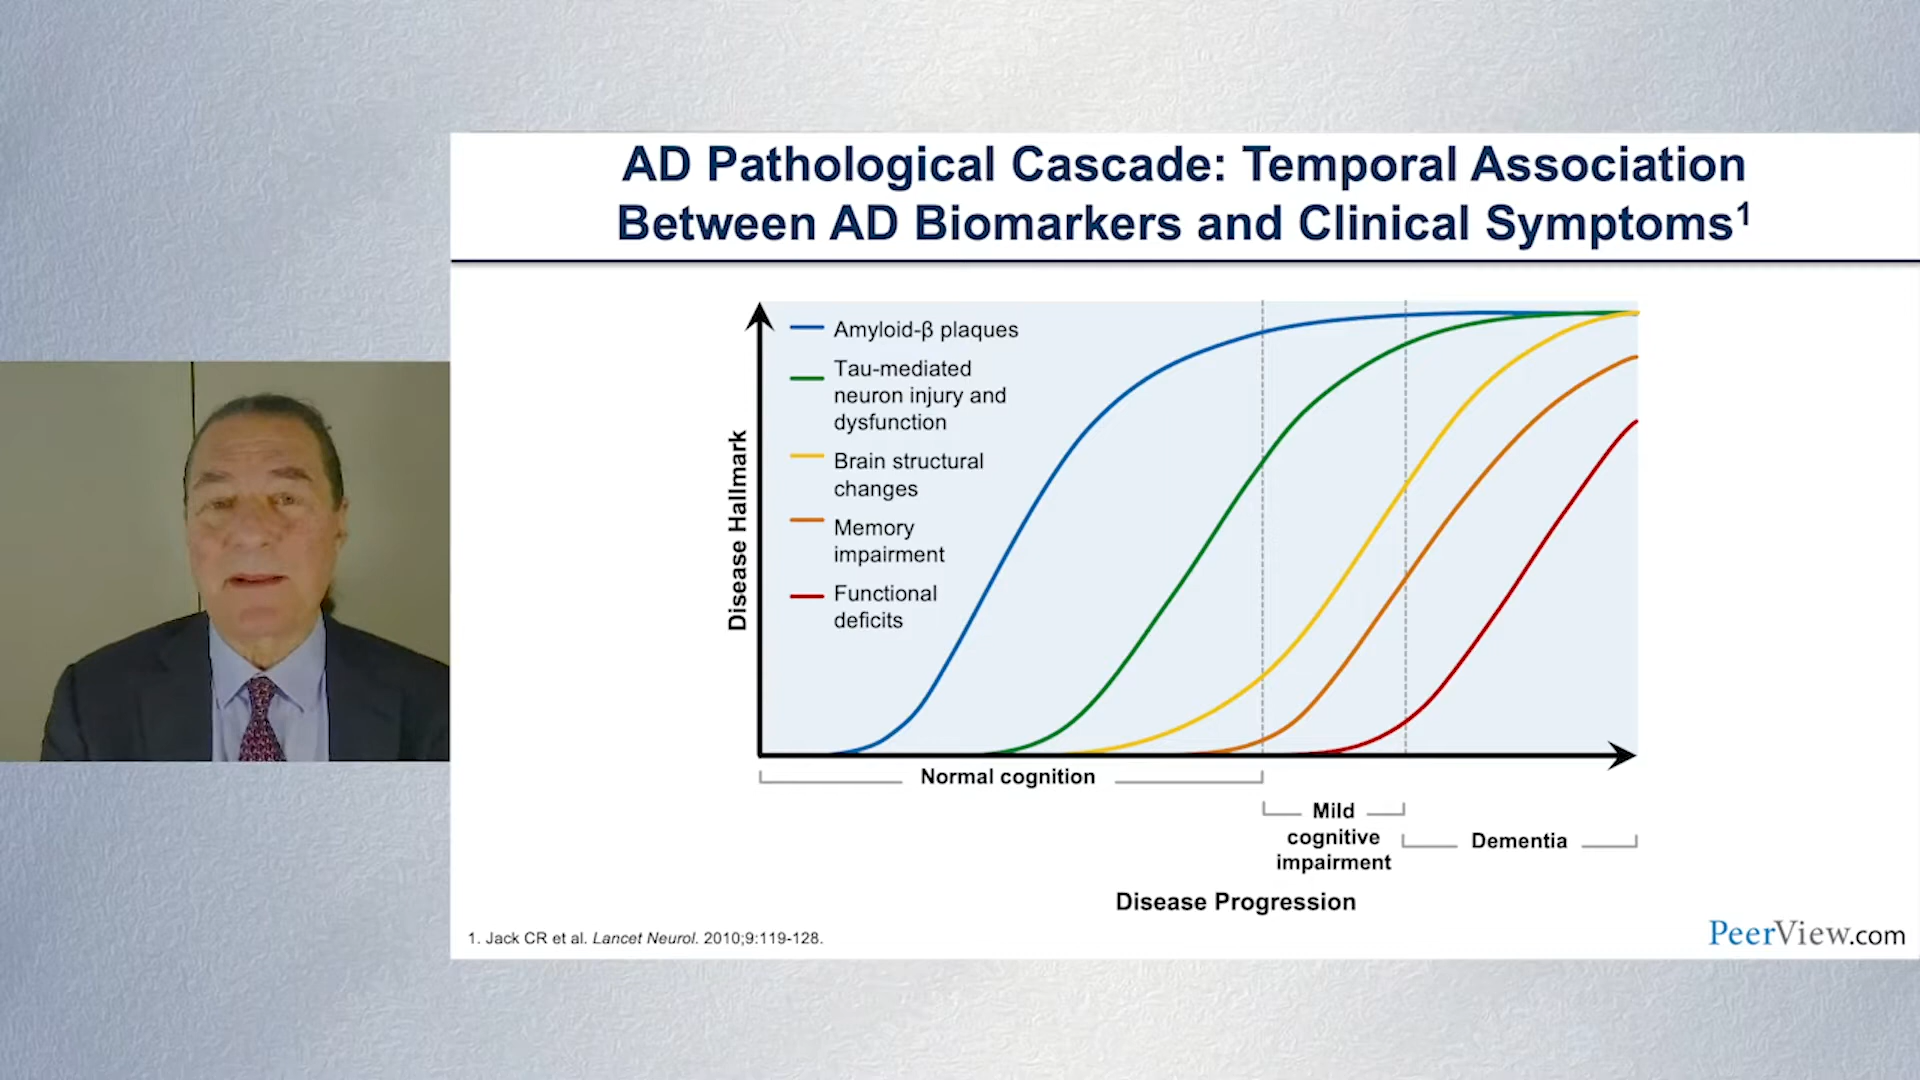 AD Pathological Cascade: Temporal Association
Between AD Biomarkers and Clinical Symptoms¹
Disease Hallmark
Amyloid-β plaques
Tau-mediated
neuron injury and
dysfunction
Brain structural
changes
Memory
impairment
Functional
deficits
Normal cognition
Mild
cognitive
impairment
Dementia
Disease Progression
1. Jack CR et al. Lancet Neurol. 2010;9:119-128.
PeerView.com